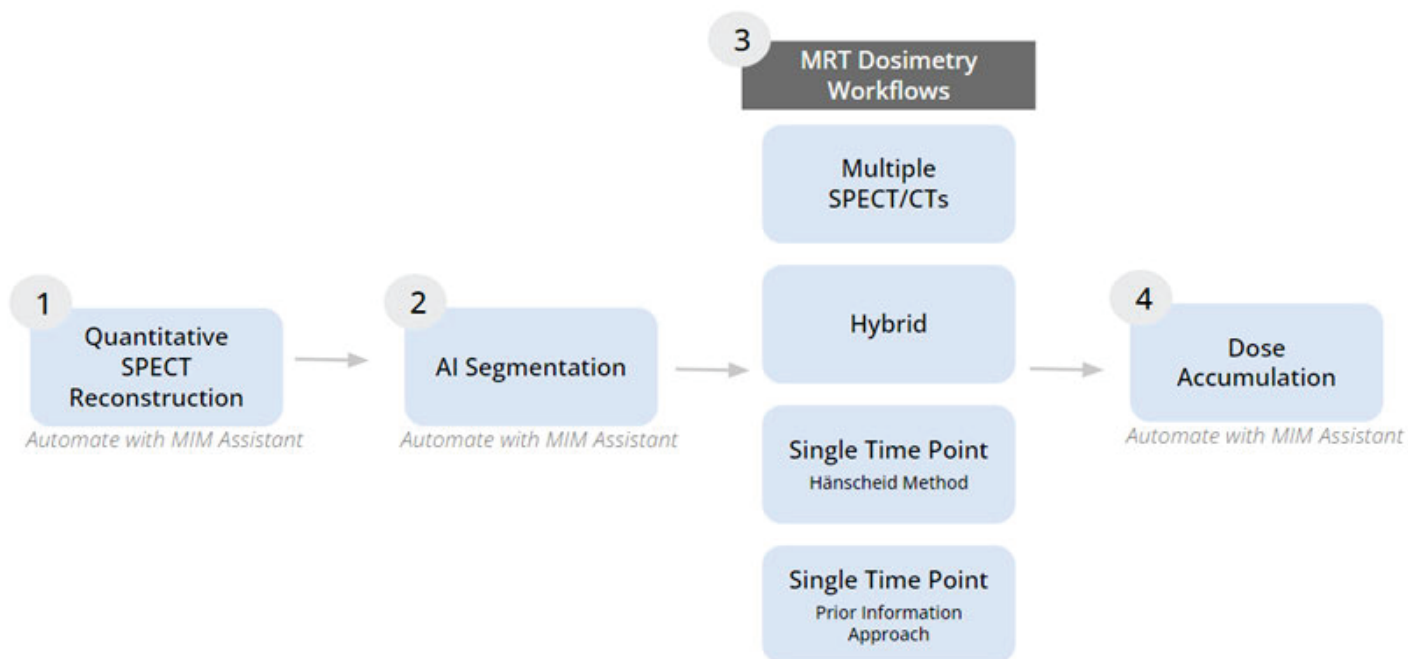 1
Quantitative
SPECT
Reconstruction
Automate with MIM Assistant
2
AI Segmentation
Automate with MIM Assistant
3
MRT Dosimetry
Workflows
Multiple
SPECT/CTs
Hybrid
Single Time Point
Hänscheid Method
Single Time Point
Prior Information
Approach
4
Dose
Accumulation
Automate with MIM Assistant